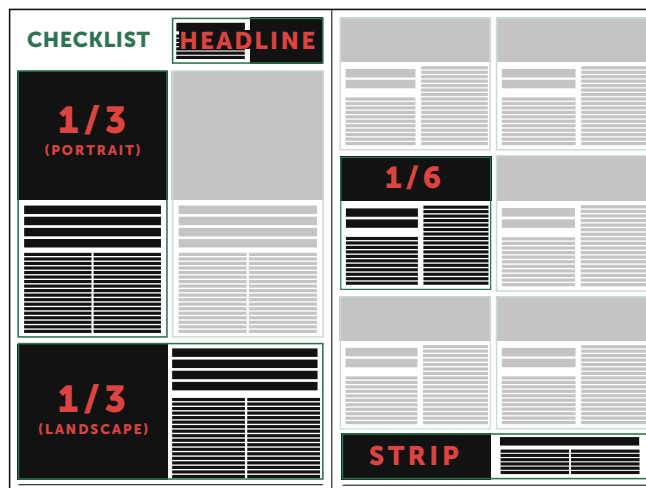 CHECKLIST
HEADLINE
1/3
(PORTRAIT)
1/3
(LANDSCAPE)
1/6
STRIP